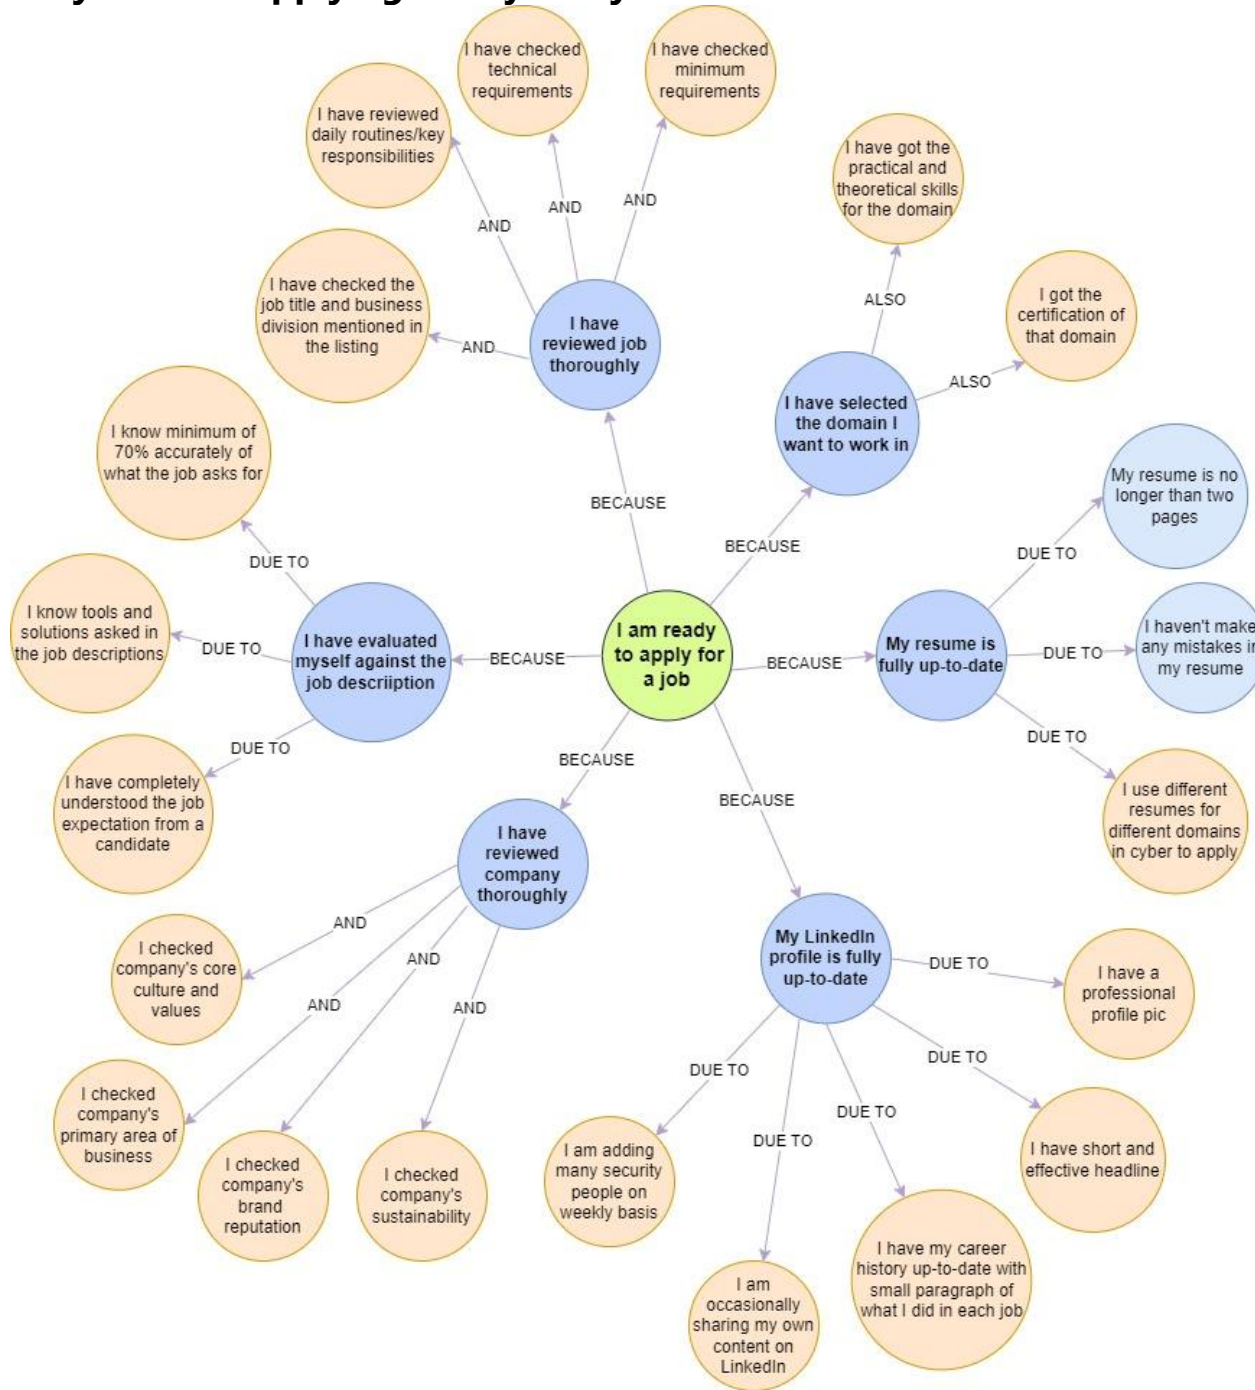 I have checked
technical
requirements
I have checked
minimum
requirements
I have reviewed
daily routines/key
responsibilities
I have got the
practical and
theoretical skills
for the domain
AND
AND
AND
I have checked the
job title and business
division mentioned in
the listing
AND
I have
reviewed job
thoroughly
ALSO
I got the
certification of
that domain
ALSO
I have selected
the domain I
want to work in
I know minimum of
70% accurately of
what the job asks for
My resume is no
longer than two
pages
BECAUSE
BECAUSE
DUE TO
DUE TO
I know tools and
solutions asked in
the job descriptions
DUE TO
I have evaluated
myself against the
job descriiption
BECAUSE
I am ready
to apply for
a job
BECAUSE
My resume is
fully up-to-date
DUE TO
I haven't make
any mistakes in
my resume
DUE TO
BECAUSE
DUE TO
I have completely
understood the job
expectation from a
candidate
BECAUSE
I use different
resumes for
different domains
in cyber to apply
I have
reviewed
company
thoroughly
AND
I checked
company's core
culture and
values
AND
AND
AND
My LinkedIn
profile is fully
up-to-date
DUE TO
I have a
professional
profile pic
DUE TO
DUE TO
DUE TO
DUE TO
I checked
company's
primary area of
business
I checked
company's
brand
reputation
I checked
company's
sustainability
I am adding
many security
people on
weekly basis
I have short and
effective headline
I have my career
history up-to-date with
small paragraph of
what I did in each job
I am
occasionally
sharing my own
content on
LinkedIn